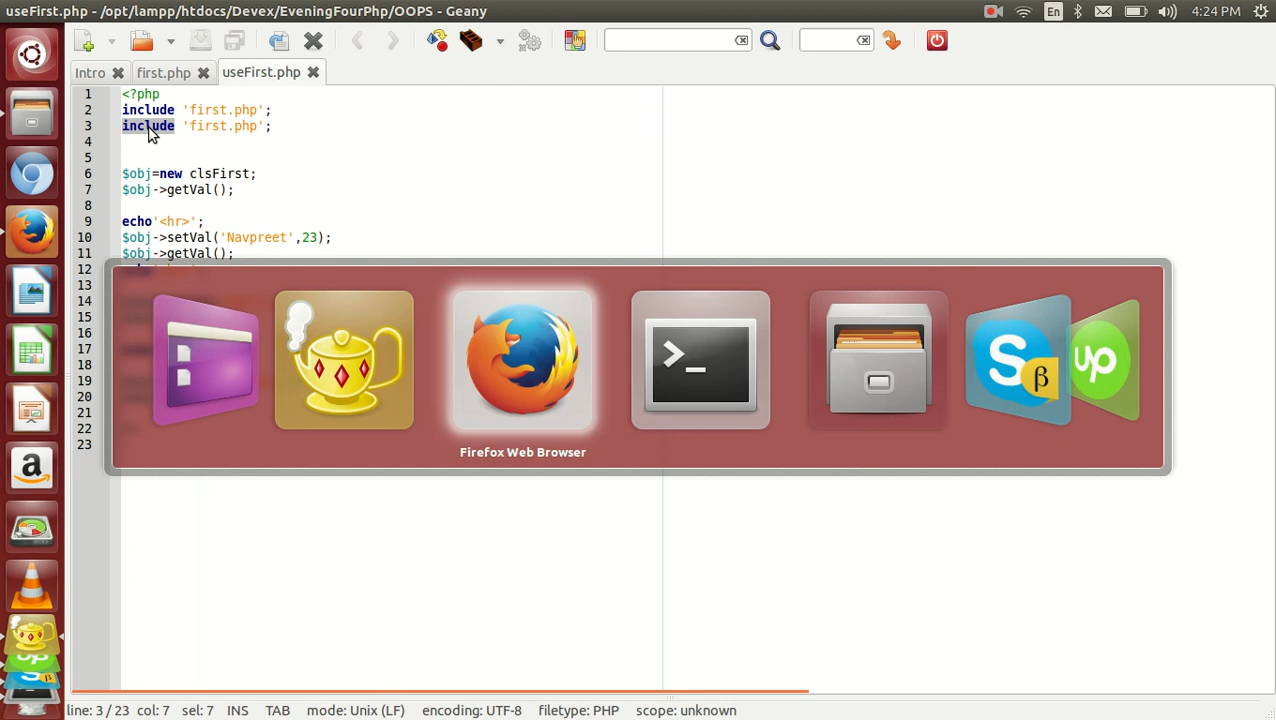 useFirst.php - /opt/lampp/htdocs/Devex/EveningFourPhp/OOPS - Geany
En
4:24 PM
Intro
first.php
useFirst.php
1 <?php
2 include 'first.php';
3 include 'first.php';
4
5
6 $obj=new clsFirst;
7 $obj->getVal();
8
9 echo'<hr>';
10 $obj->setVal('Navpreet',23);
11 $obj->getVal();
12
13
14
15
16
17
18
19
20
21
22
23
S
β
up
Firefox Web Browser
a
line: 3 / 23 col: 7 sel: 7 INS TAB mode: Unix (LF) encoding: UTF-8 filetype: PHP scope: unknown